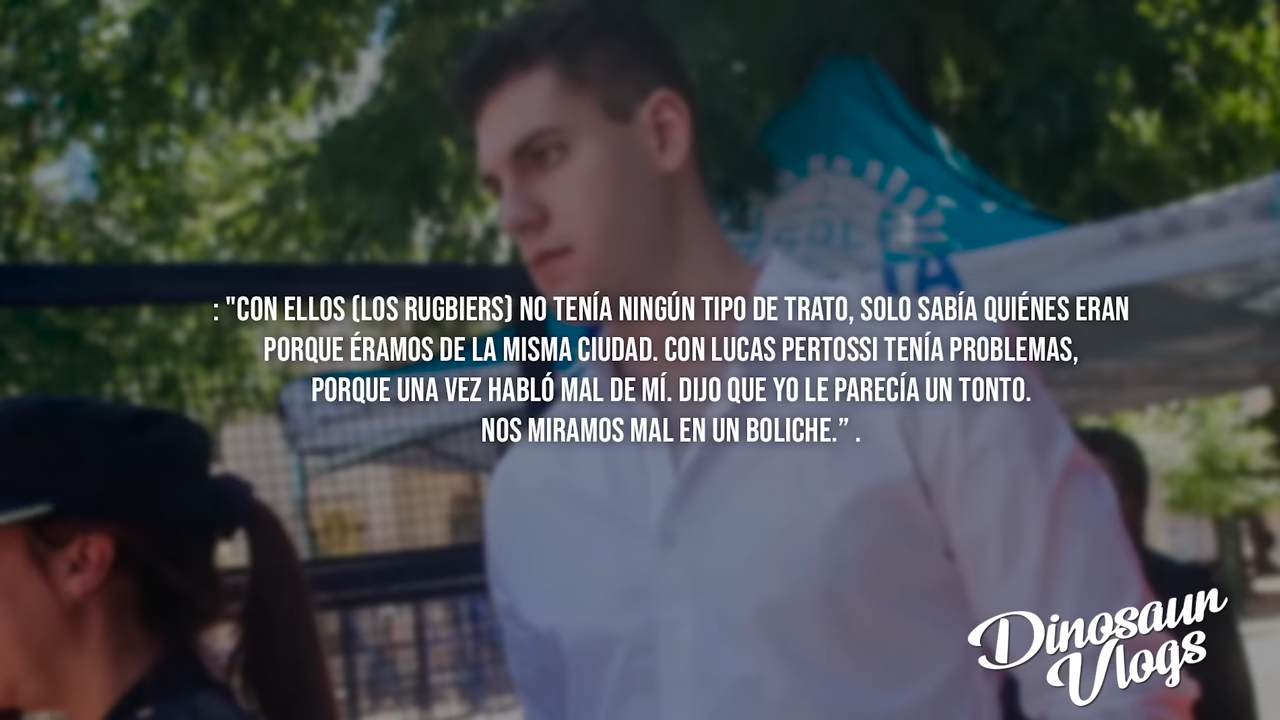 : "CON ELLOS (LOS RUGBIERS) NO TENÍA NINGÚN TIPO DE TRATO, SOLO SABÍA QUIÉNES ERAN
PORQUE ÉRAMOS DE LA MISMA CIUDAD. CON LUCAS PERTOSSI TENÍA PROBLEMAS,
PORQUE UNA VEZ HABLÓ MAL DE MÍ. DIJO QUE YO LE PARECÍA UN TONTO.
NOS MIRAMOS MAL EN UN BOLICHE.” .
Dinosaur
Vlogs